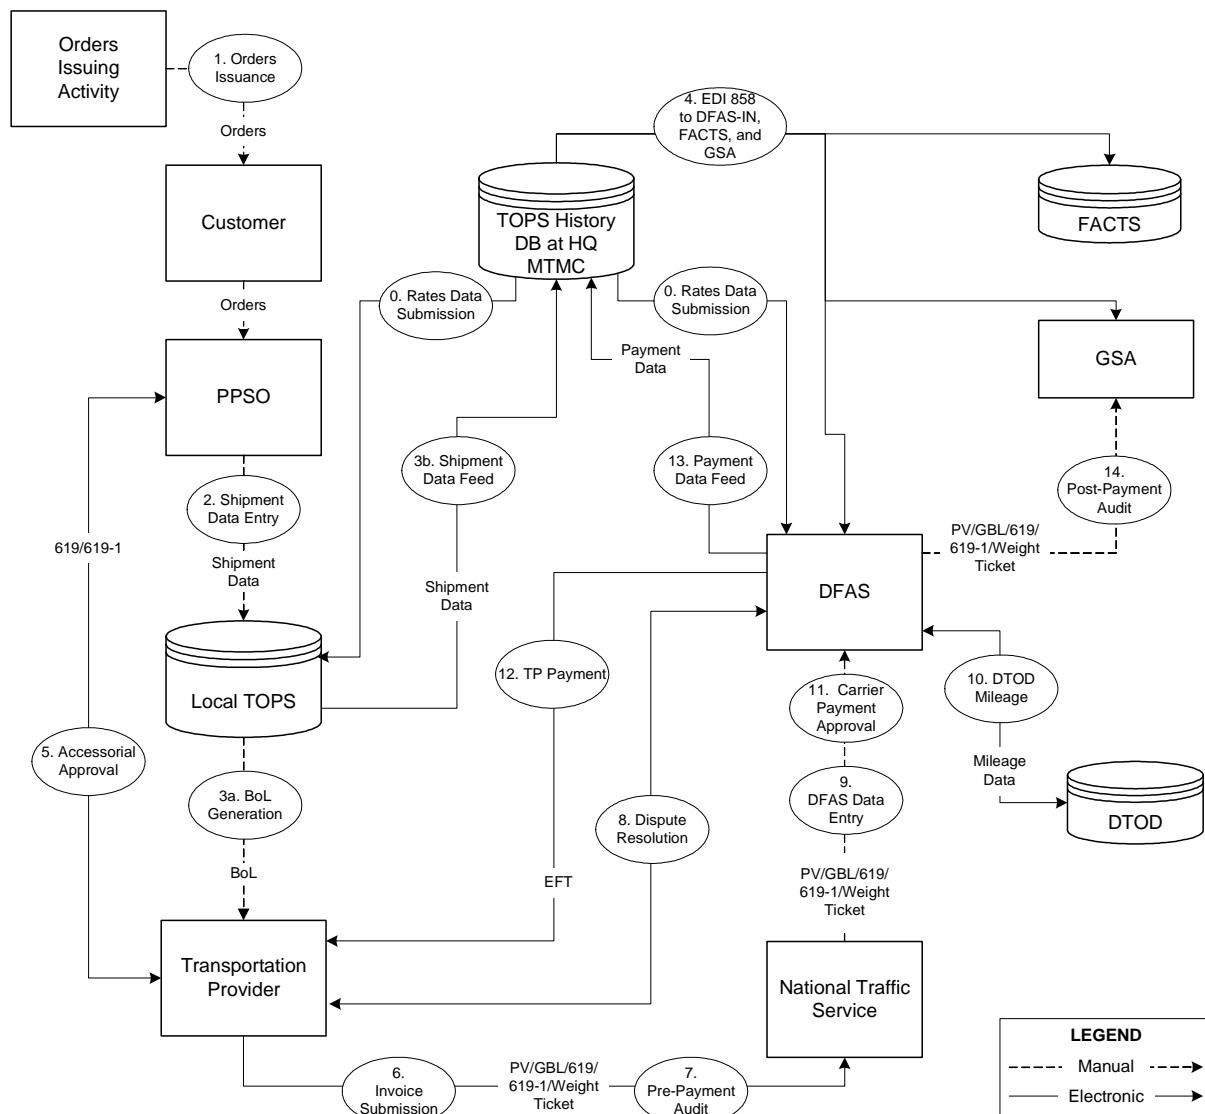 Orders
Issuing
Activity
1. Orders
Issuance
Orders
Customer
Orders
PPSO
2. Shipment
Data Entry
Shipment
Data
Local TOPS
3a. BoL
Generation
BoL
Transportation
Provider
619/619-1
5. Accessorial
Approval
4. EDI 858
to DFAS-IN,
FACTS, and
GSA
TOPS History
DB at HQ
MTMC
FACTS
0. Rates Data
Submission
0. Rates Data
Submission
Payment
Data
GSA
3b. Shipment
Data Feed
13. Payment
Data Feed
14.
Post-Payment
Audit
Shipment
Data
PV/GBL/619/
619-1/Weight
Ticket
DFAS
12. TP Payment
11. Carrier
Payment
Approval
10. DTOD
Mileage
Mileage
Data
DTOD
9.
DFAS Data
Entry
8. Dispute
Resolution
EFT
PV/GBL/619/
619-1/Weight
Ticket
National Traffic
Service
6.
Invoice
Submission
PV/GBL/619/
619-1/Weight
Ticket
7.
Pre-Payment
Audit
LEGEND
Manual
Electronic